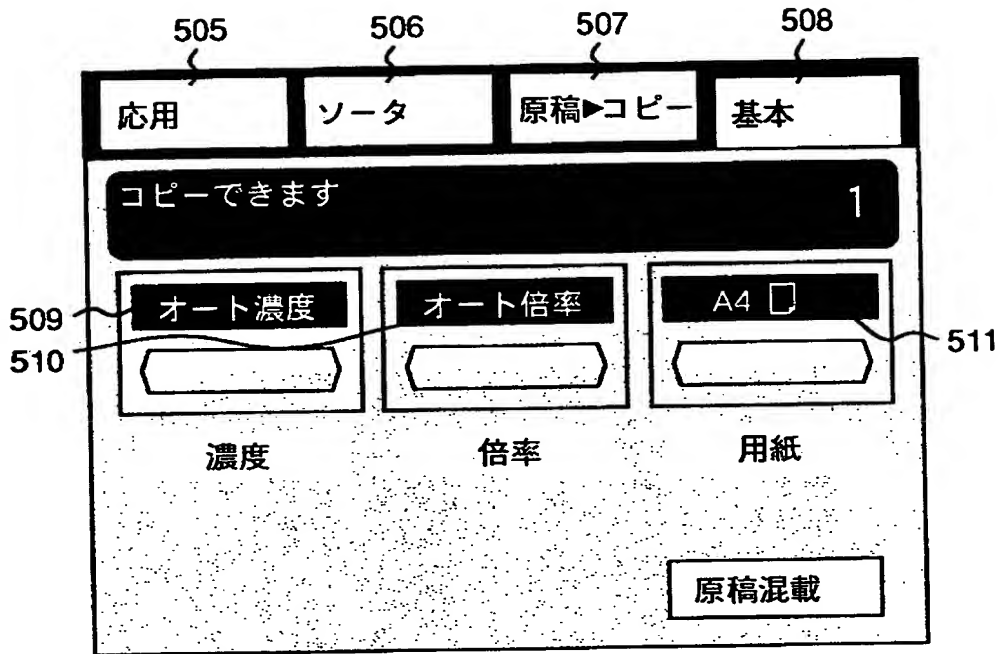 505 506 507 508
応用 ソータ 原稿▶コピー 基本
コピーできます 1
509 オート濃度 オート倍率 A4
510 511
濃度 倍率 用紙
原稿混載